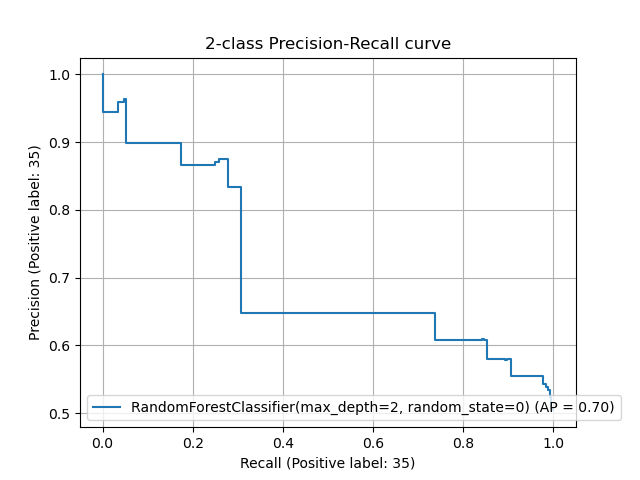 2-class Precision-Recall curve
1.0
0.9
0.8
0.7
0.6
0.5
Precision (Positive label: 35)
RandomForestClassifier(max_depth=2, random_state=0) (AP = 0.70)
0.0 0.2 0.4 0.6 0.8 1.0
Recall (Positive label: 35)